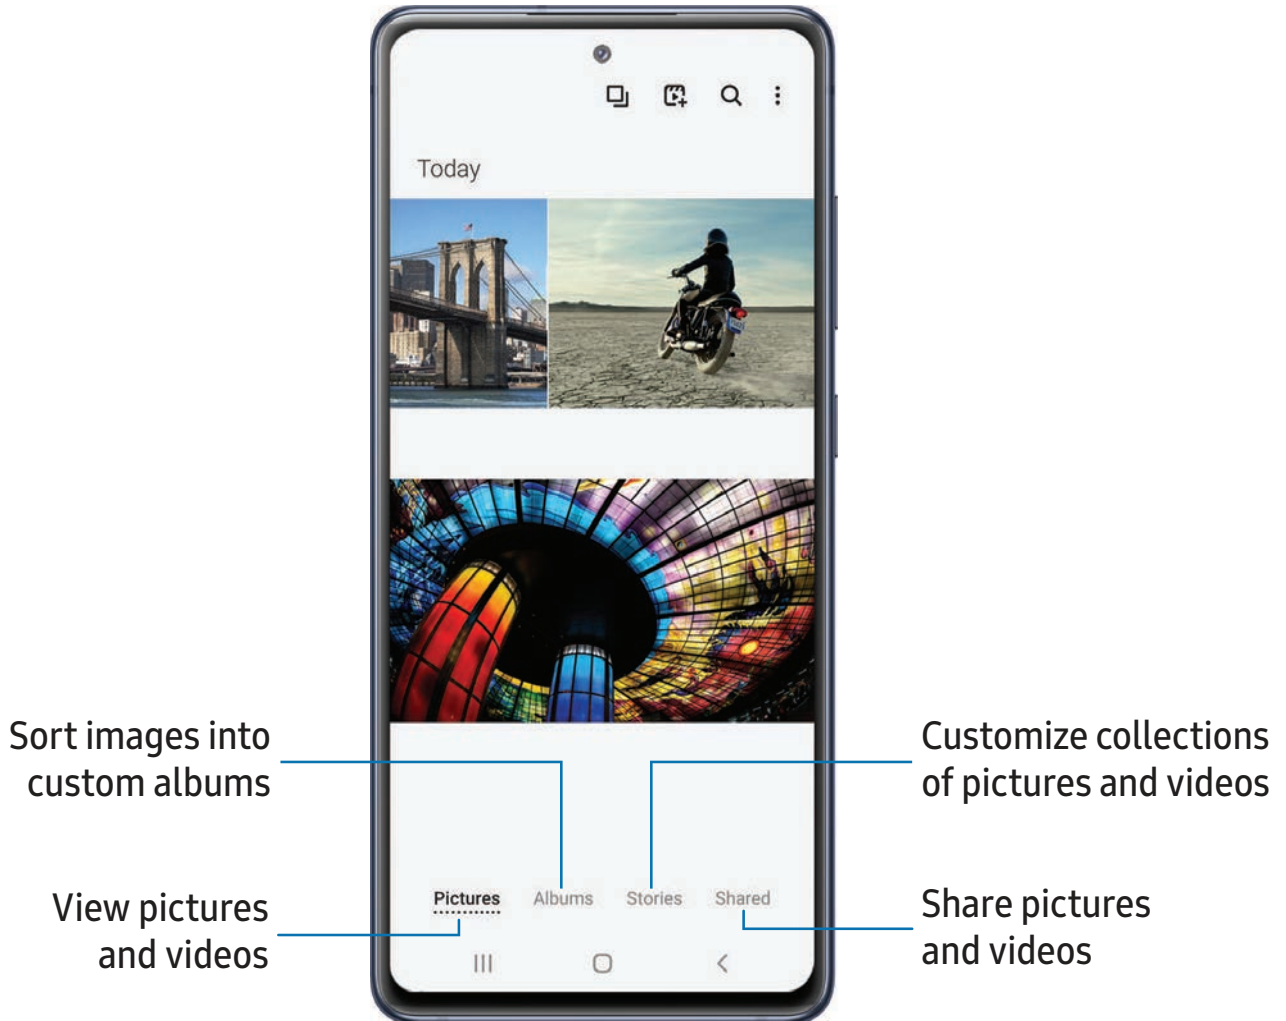 Today
Sort images into
custom albums
Customize collections
of pictures and videos
View pictures
and videos
Pictures
Albums
Stories
Shared
Share pictures
and videos